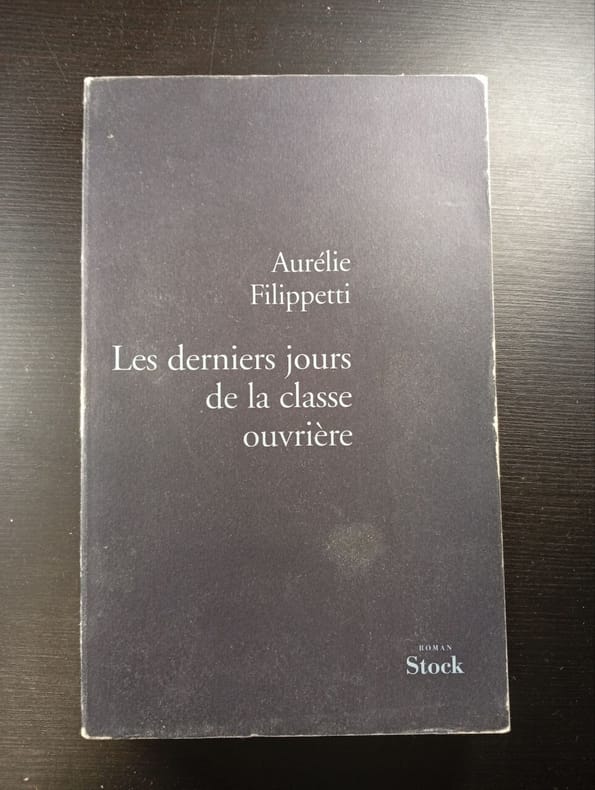 Aurélie
Filippetti
Les derniers jours
de la classe
ouvrière
ROMAN
Stock